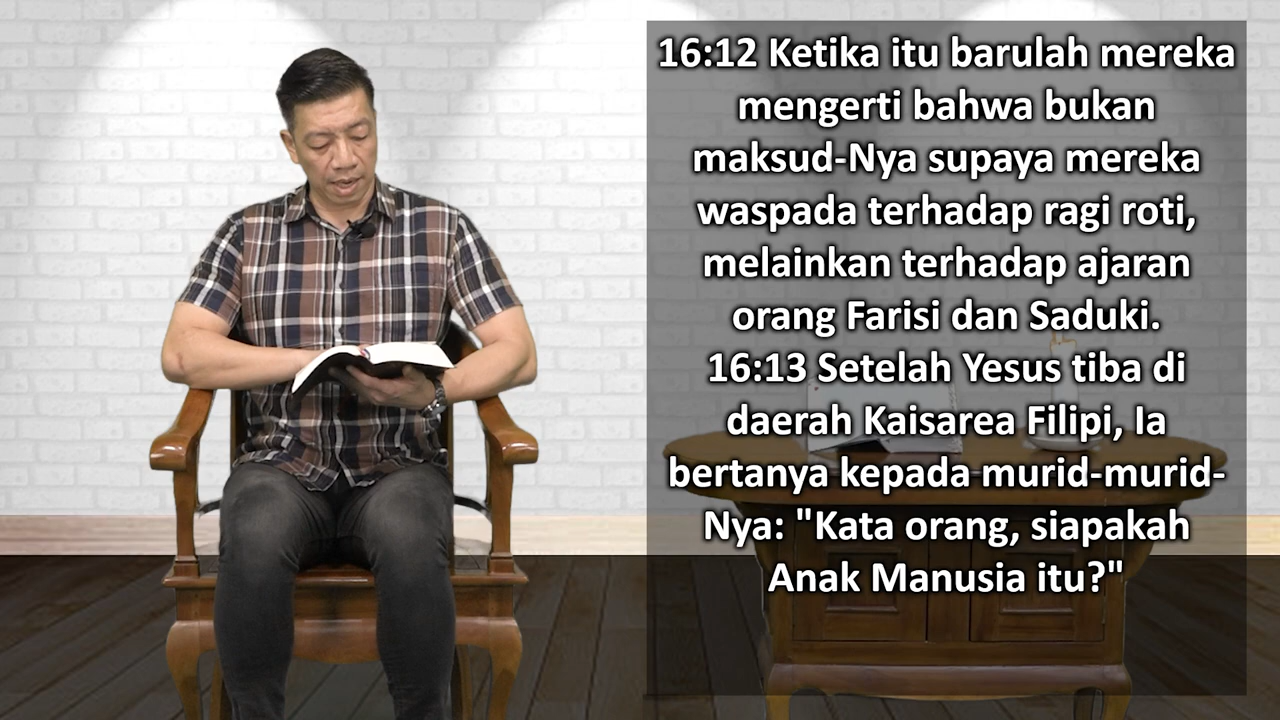 16:12 Ketika itu barulah mereka
mengerti bahwa bukan
maksud-Nya supaya mereka
waspada terhadap ragi roti,
melainkan terhadap ajaran
orang Farisi dan Saduki.
16:13 Setelah Yesus tiba di
daerah Kaisarea Filipi, Ia
bertanya kepada murid-murid-
Nya: "Kata orang, siapakah
Anak Manusia itu?"